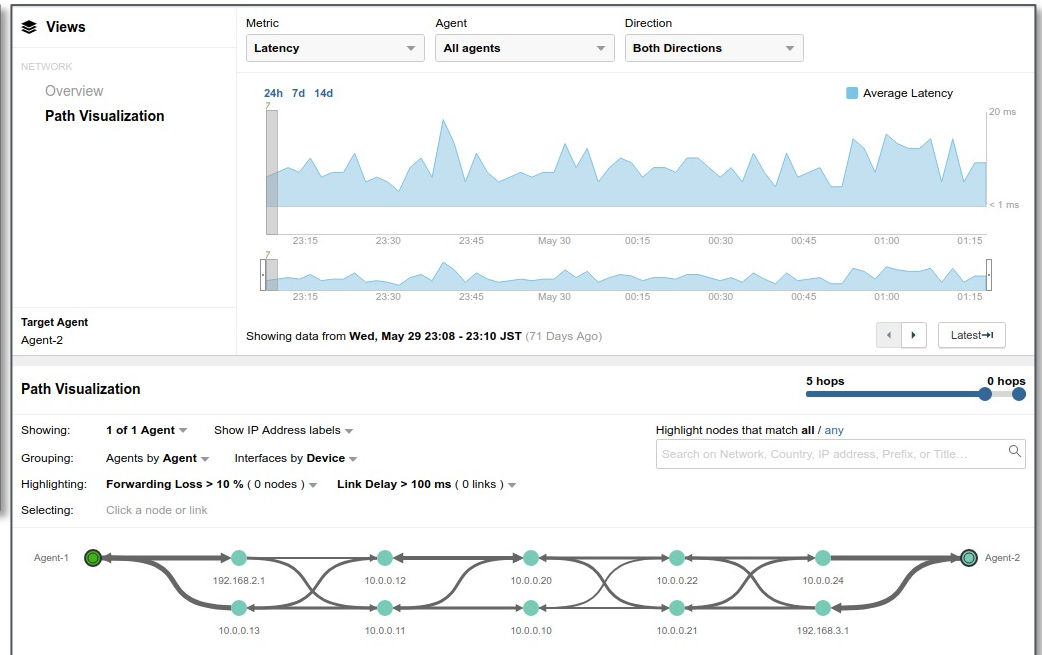 Views
NETWORK
Overview
Path Visualization
Target Agent
Agent-2
Metric Agent Direction
Latency All agents Both Directions
24h 7d 14d
Average Latency
7
20 ms
< 1 ms
23:15 23:30 23:45 May 30 00:15 00:30 00:45 01:00 01:15
7
23:15 23:30 23:45 May 30 00:15 00:30 00:45 01:00 01:15
Showing data from Wed, May 29 23:08 - 23:10 JST (71 Days Ago)
Latest
Path Visualization
5 hops 0 hops
Showing: 1 of 1 Agent Show IP Address labels
Highlight nodes that match all / any
Grouping: Agents by Agent Interfaces by Device
Search on Network, Country, IP address, Prefix, or Title...
Highlighting: Forwarding Loss > 10 % ( 0 nodes ) Link Delay > 100 ms ( 0 links )
Selecting: Click a node or link
Agent-1 Agent-2
192.168.2.1 10.0.0.12 10.0.0.20 10.0.0.22 10.0.0.24
10.0.0.13 10.0.0.11 10.0.0.10 10.0.0.21 192.168.3.1